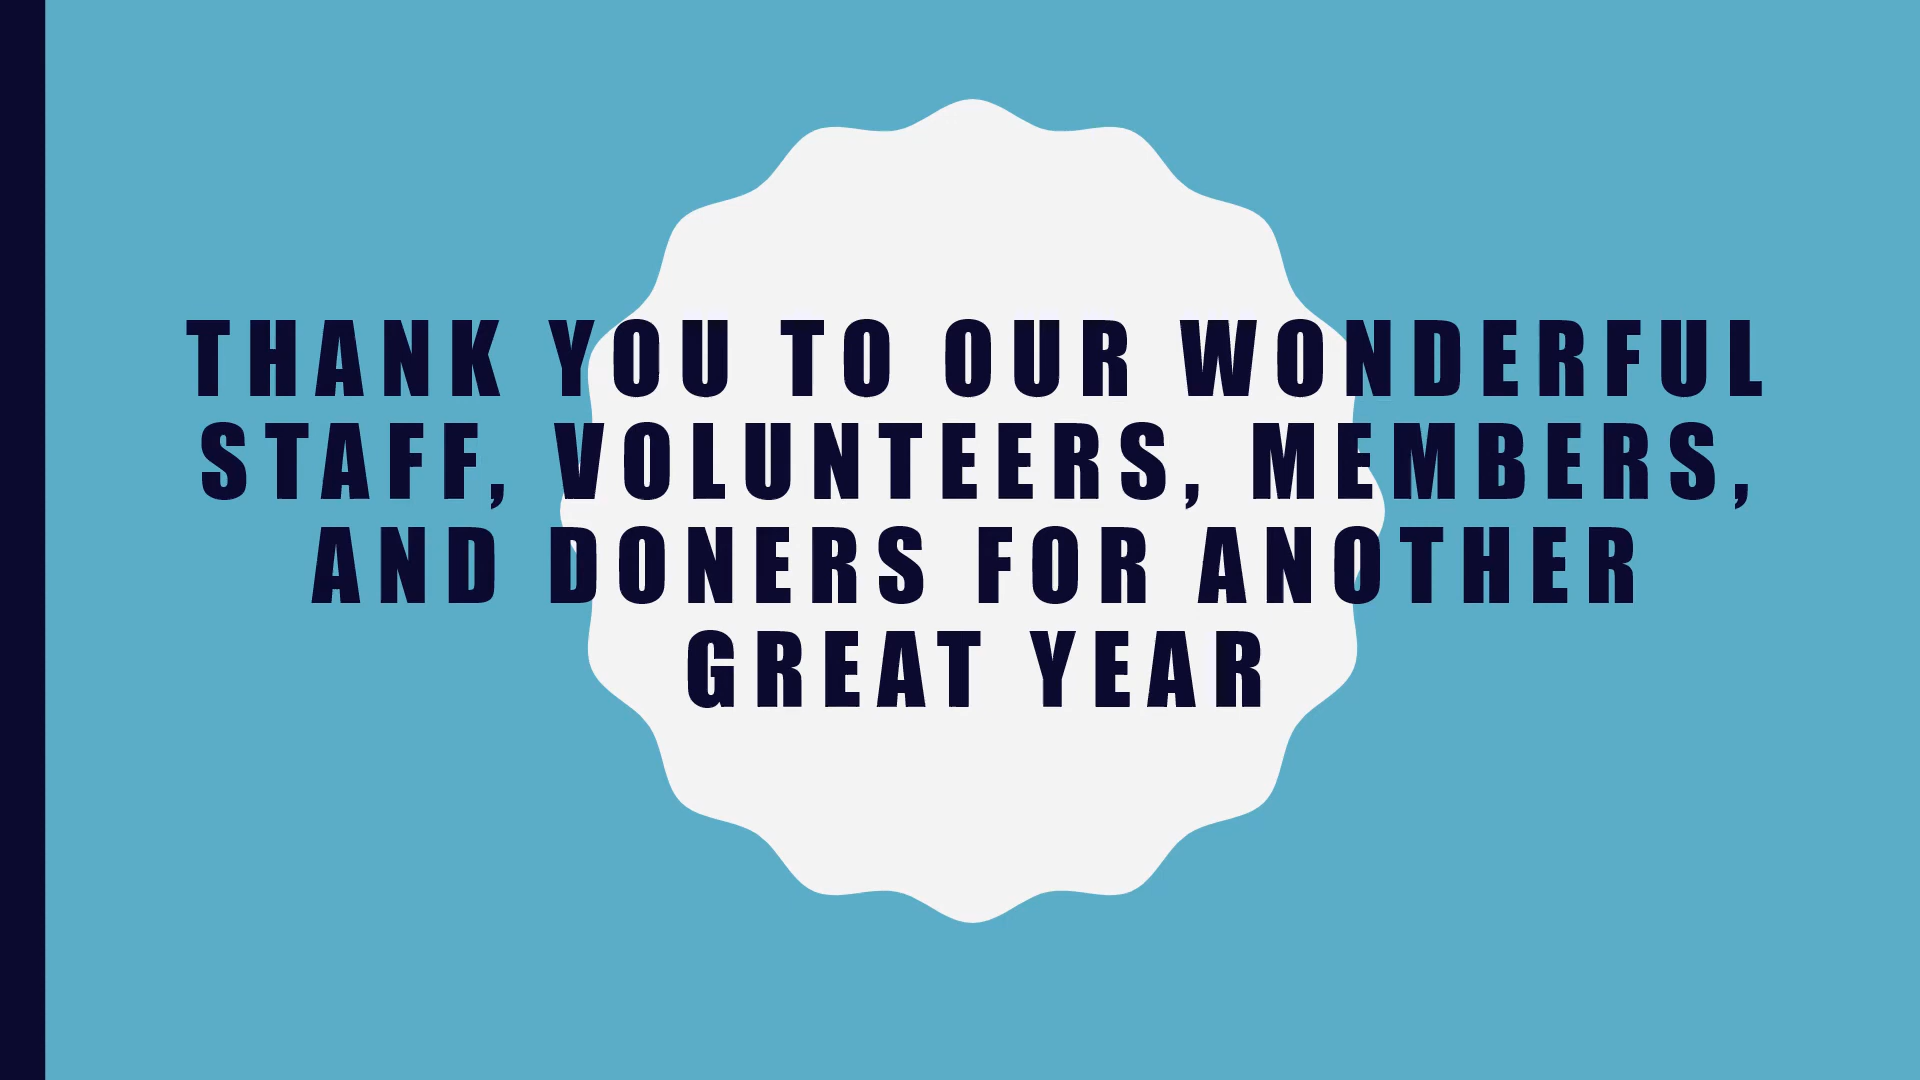 THANK YOU TO OUR WONDERFUL
STAFF, VOLUNTEERS, MEMBERS,
AND DONERS FOR ANOTHER
GREAT YEAR